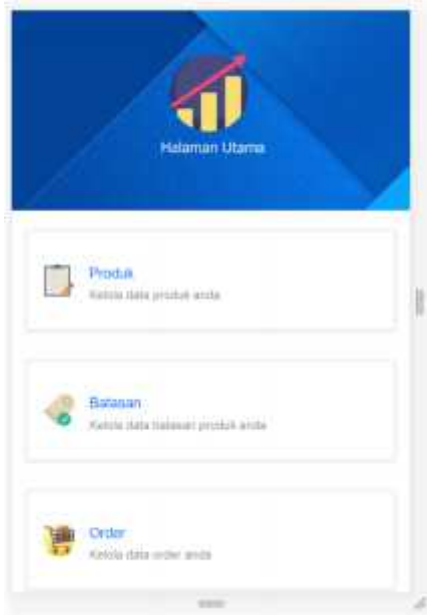 Halaman Utama
Produk
Kelola data produk anda
Batasan
Kelola data batasan produk anda
Order
Kelola data order anda